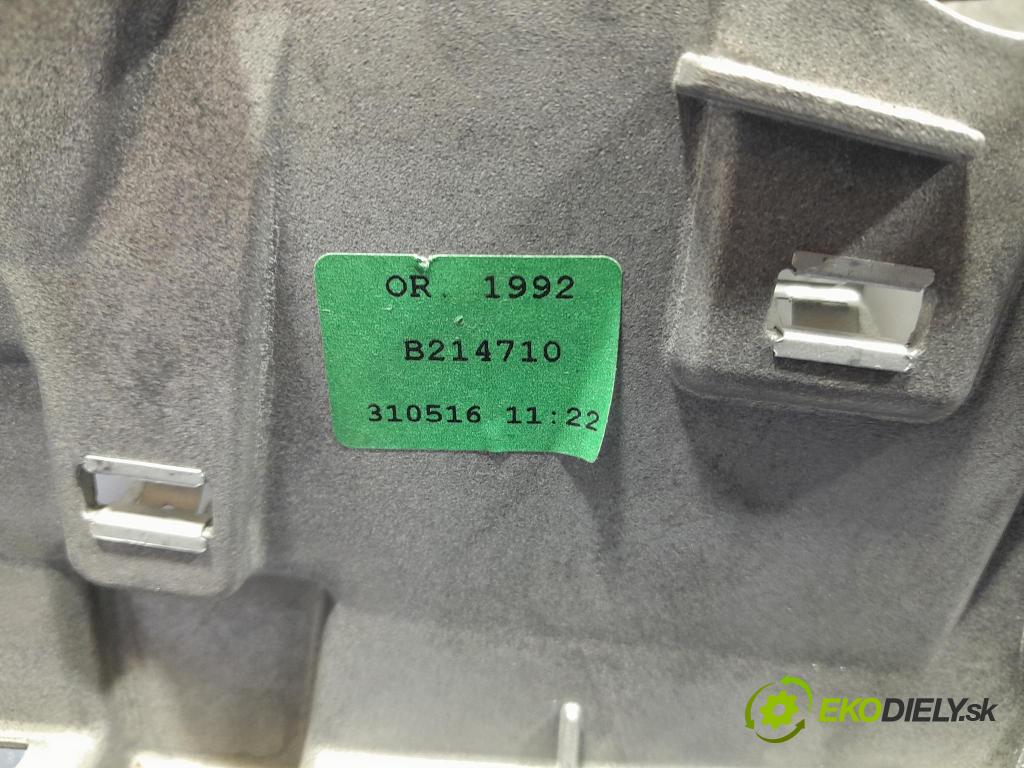 OR. 1992
B214710
310516 11:22
EKODIELY.sk